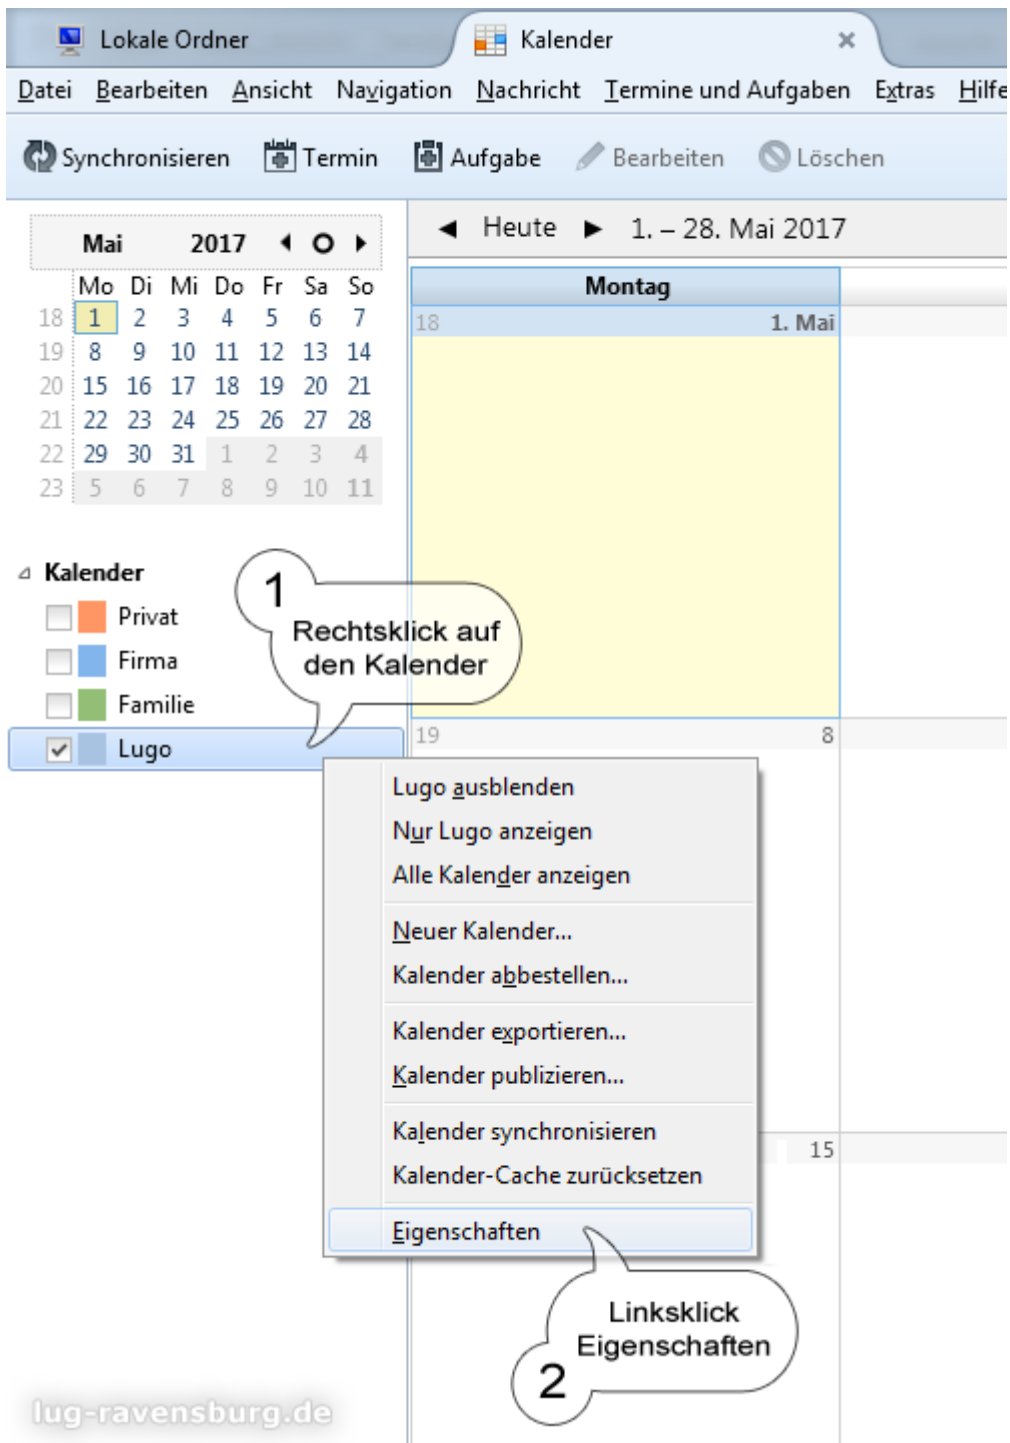 Lokale Ordner
Kalender
Datei Bearbeiten Ansicht Navigation Nachricht Termine und Aufgaben Extras Hilfe
Synchronisieren Termin Aufgabe Bearbeiten Löschen
Mai 2017
Heute 1. – 28. Mai 2017
Mo Di Mi Do Fr Sa So
18 1 2 3 4 5 6 7
19 8 9 10 11 12 13 14
20 15 16 17 18 19 20 21
21 22 23 24 25 26 27 28
22 29 30 31 1 2 3 4
23 5 6 7 8 9 10 11
Montag
18 1. Mai
Kalender
Privat
Firma
Familie
Lugo
1
Rechtsklick auf
den Kalender
19 8
Lugo ausblenden
Nur Lugo anzeigen
Alle Kalender anzeigen
Neuer Kalender...
Kalender abbestellen...
Kalender exportieren...
Kalender publizieren...
Kalender synchronisieren
Kalender-Cache zurücksetzen
Eigenschaften
15
Linksklick
Eigenschaften
2
lug-ravensburg.de